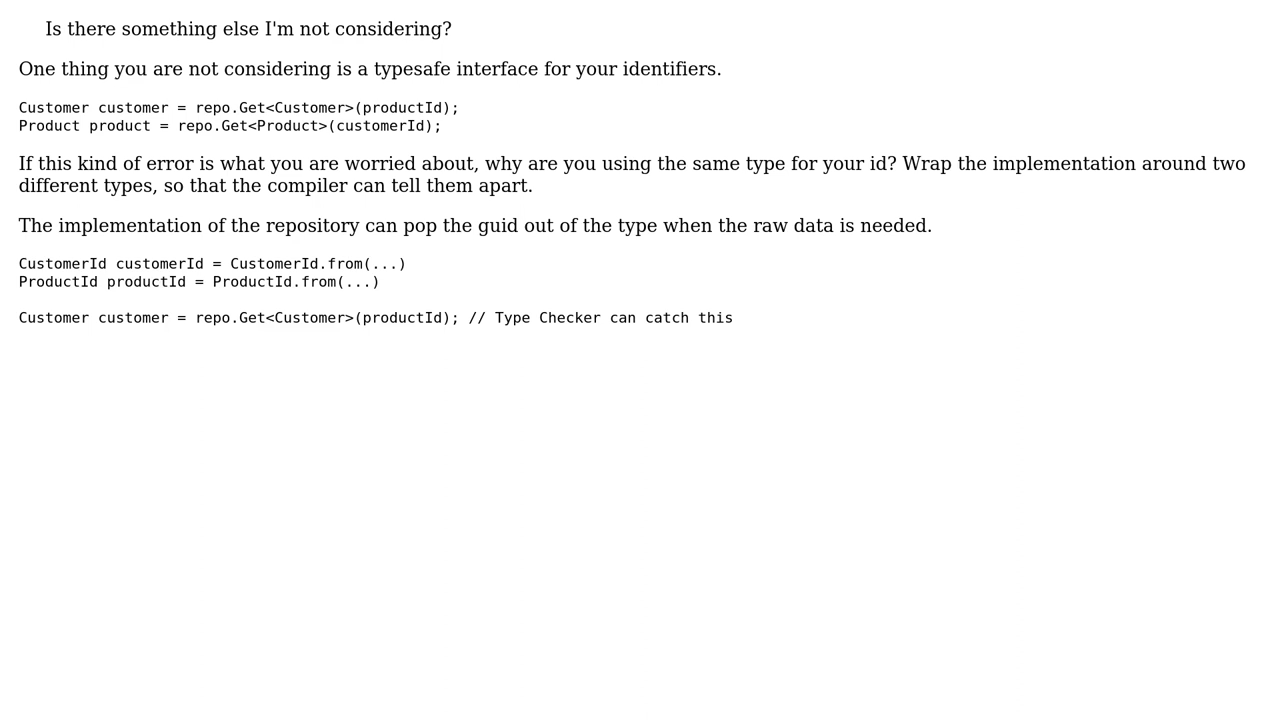 Is there something else I'm not considering?
One thing you are not considering is a typesafe interface for your identifiers.
Customer customer = repo.Get<Customer>(productId);
Product product = repo.Get<Product>(customerId);
If this kind of error is what you are worried about, why are you using the same type for your id? Wrap the implementation around two
different types, so that the compiler can tell them apart.
The implementation of the repository can pop the guid out of the type when the raw data is needed.
CustomerId customerId = CustomerId.from(...)
ProductId productId = ProductId.from(...)
Customer customer = repo.Get<Customer>(productId); // Type Checker can catch this